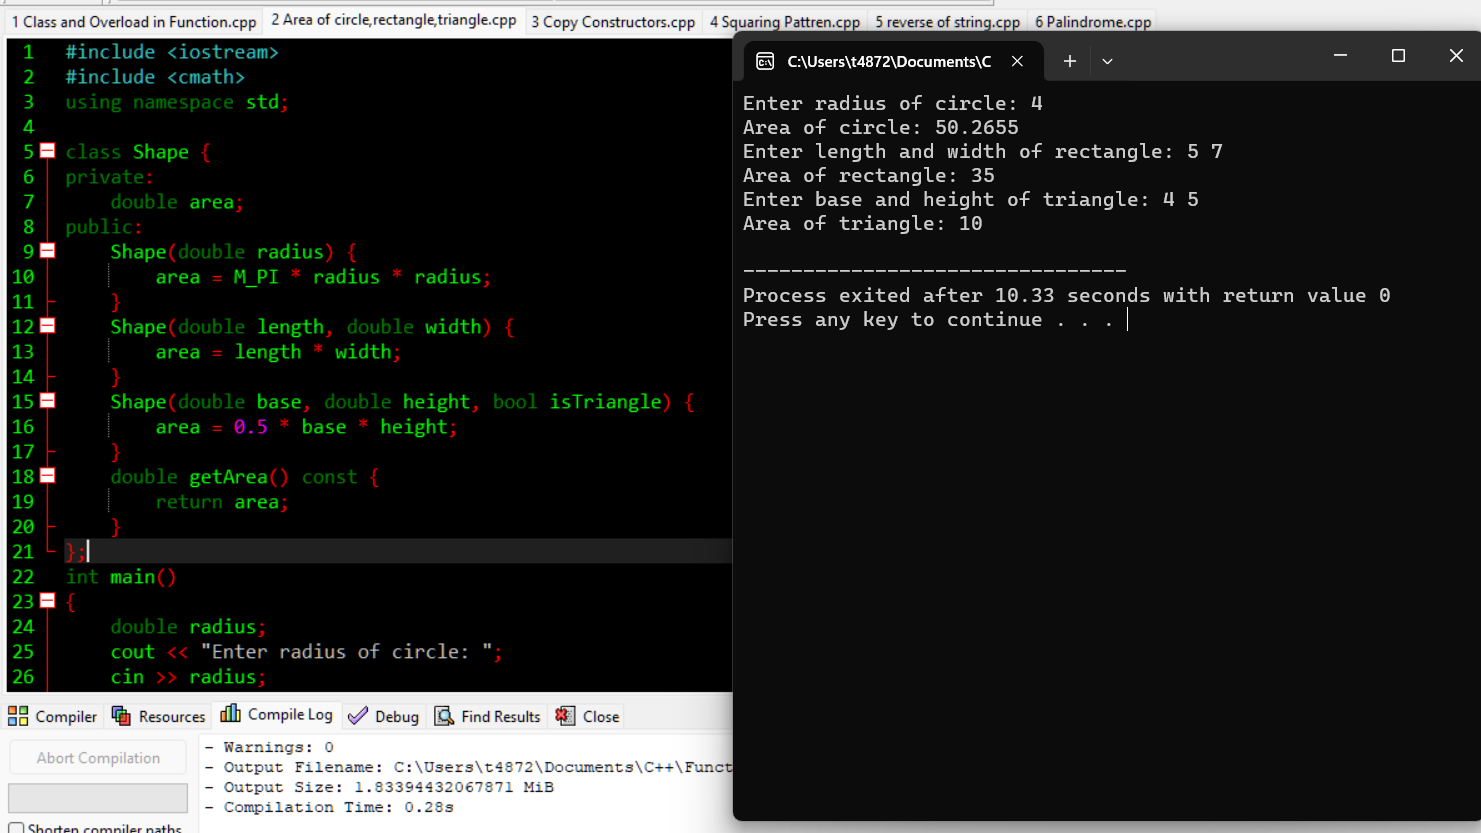 1 Class and Overload in Function.cpp 2 Area of circle,rectangle,triangle.cpp 3 Copy Constructors.cpp 4 Squaring Pattren.cpp 5 reverse of string.cpp 6 Palindrome.cpp
1 #include <iostream>
2 #include <cmath>
3 using namespace std;
4
5 class Shape {
6 private:
7 double area;
8 public:
9 Shape(double radius) {
10 area = M_PI * radius * radius;
11 }
12 Shape(double length, double width) {
13 area = length * width;
14 }
15 Shape(double base, double height, bool isTriangle) {
16 area = 0.5 * base * height;
17 }
18 double getArea() const {
19 return area;
20 }
21 };
22 int main()
23 {
24 double radius;
25 cout << "Enter radius of circle: ";
26 cin >> radius;
C:\Users\t4872\Documents\C
Enter radius of circle: 4
Area of circle: 50.2655
Enter length and width of rectangle: 5 7
Area of rectangle: 35
Enter base and height of triangle: 4 5
Area of triangle: 10
--------------------------------
Process exited after 10.33 seconds with return value 0
Press any key to continue . . .
Compiler Resources Compile Log Debug Find Results Close
Abort Compilation
Shorten compiler paths
- Warnings: 0
- Output Filename: C:\Users\t4872\Documents\C++\Funct
- Output Size: 1.83394432067871 MiB
- Compilation Time: 0.28s